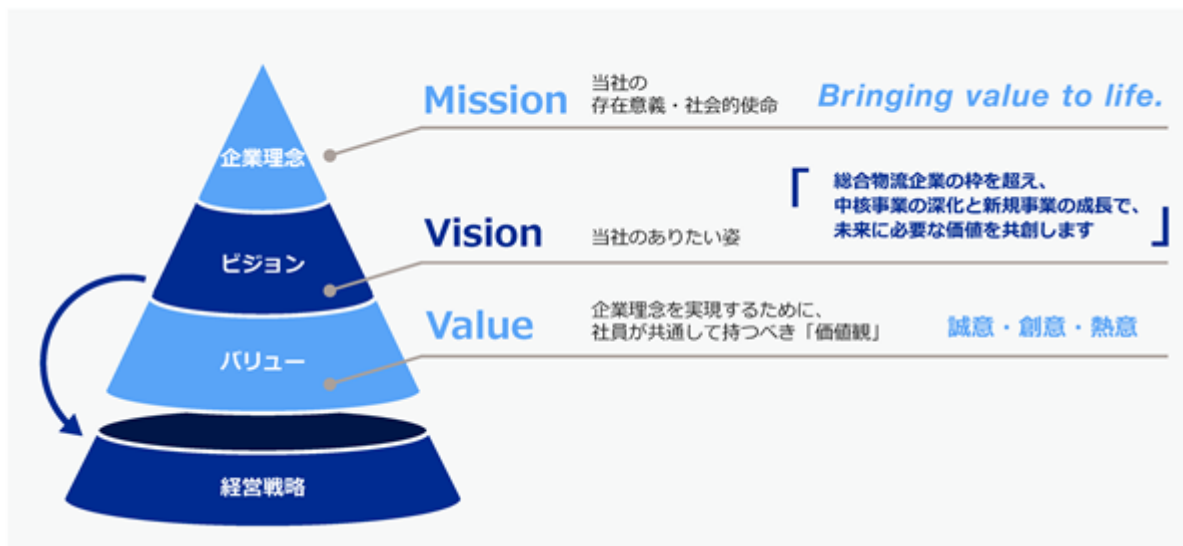 企業理念
ビジョン
バリュー
経営戦略
Mission
当社の
存在意義・社会的使命
Bringing value to life.
Vision
当社のありたい姿
「総合物流企業の枠を超え、
中核事業の深化と新規事業の成長で、
未来に必要な価値を共創します」
Value
企業理念を実現するために、
社員が共通して持つべき「価値観」
誠意・創意・熱意